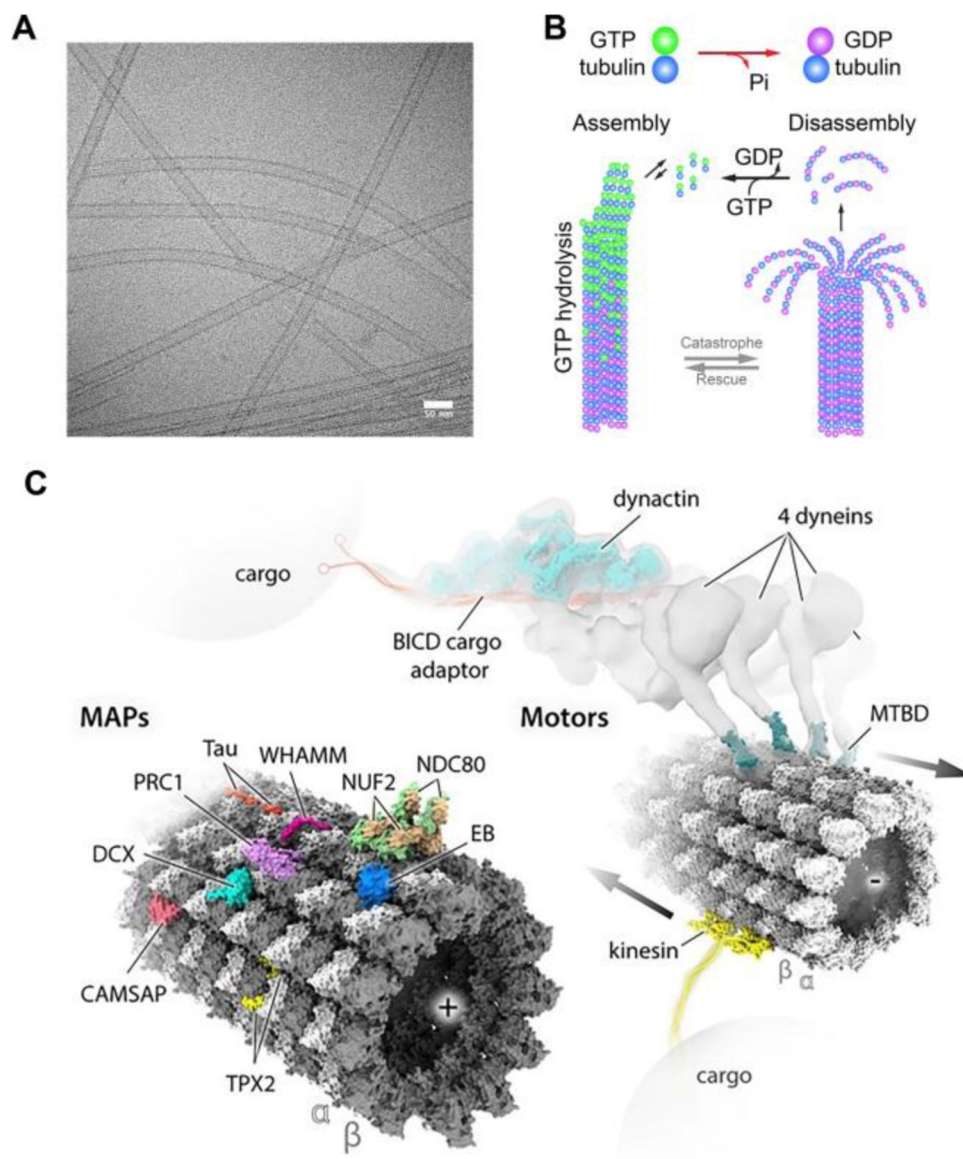 A
50 nm
B
GTP
tubulin
Pi
GDP
tubulin
Assembly
Disassembly
GDP
GTP
GTP hydrolysis
Catastrophe
Rescue
C
dynactin
4 dyneins
cargo
BICD cargo
adaptor
MAPs
Motors
MTBD
Tau
WHAMM
NDC80
PRC1
NUF2
DCX
EB
CAMSAP
TPX2
+
α
β
-
kinesin
β
α
cargo